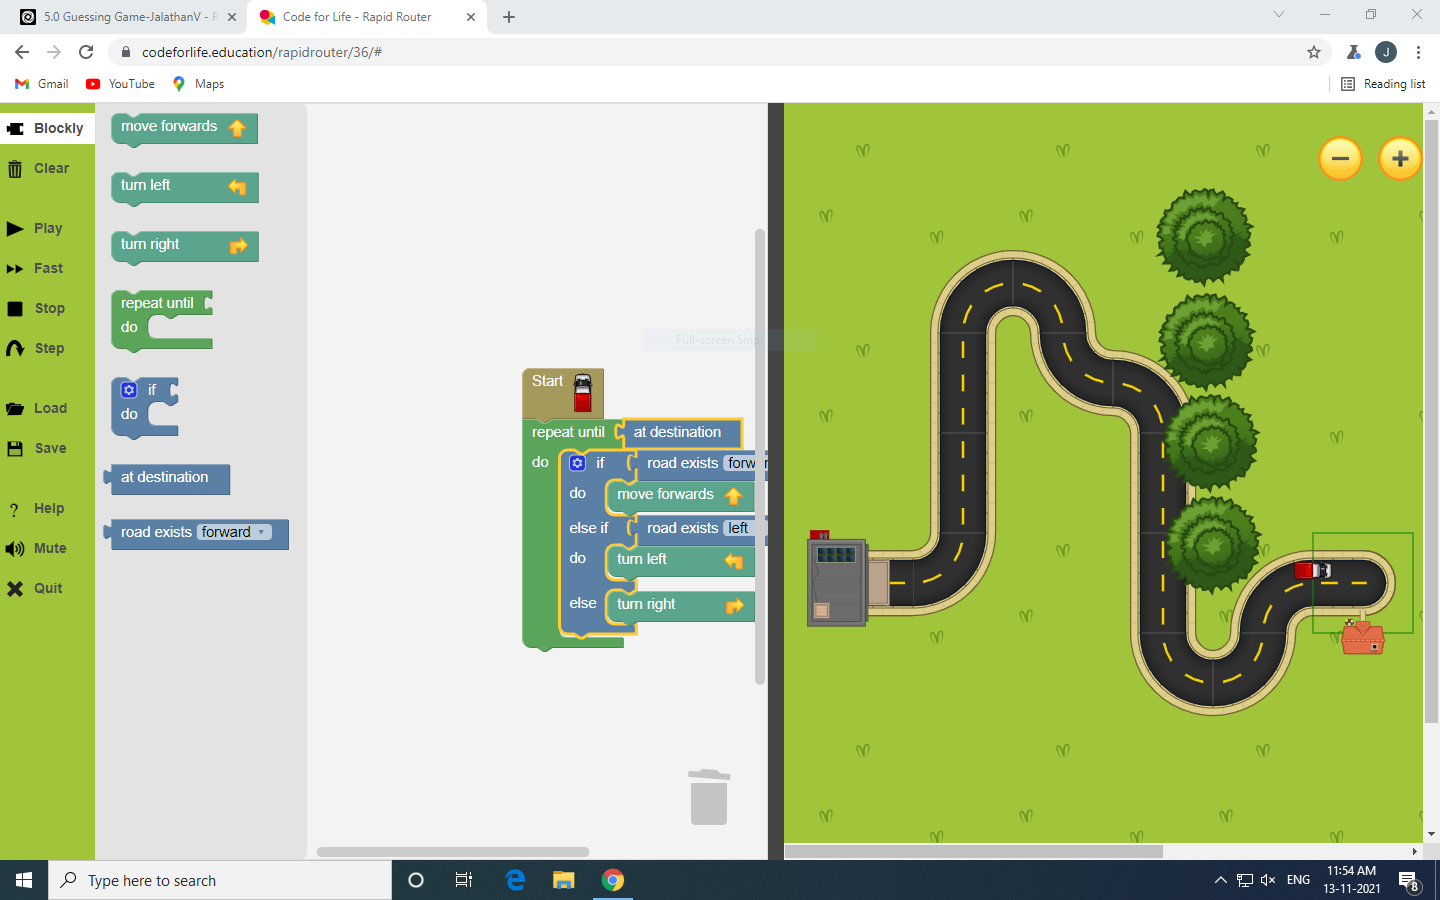 5.0 Guessing Game-JalathanV - R
Code for Life - Rapid Router
codeforlife.education/rapidrouter/36/#
J
Gmail
YouTube
Maps
Reading list
Blockly
Clear
Play
Fast
Stop
Step
Load
Save
Help
Mute
Quit
move forwards
turn left
turn right
repeat until
do
if
do
at destination
road exists forward
Full-screen Snip
Start
repeat until at destination
do if road exists forwar
do move forwards
else if road exists left
do turn left
else turn right
Type here to search
ENG
11:54 AM
13-11-2021
8